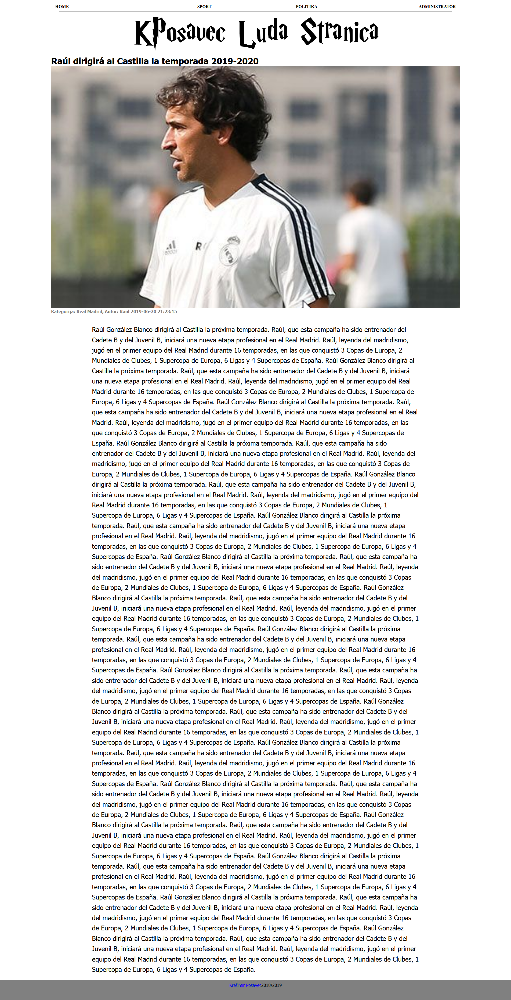 HOME SPORT POLITIKA ADMINISTRATOR
KPosavec Luda Stranica
Raúl dirigirá al Castilla la temporada 2019-2020
R
Kategorija: Real Madrid, Autor: Raul 2019-06-20 21:23:15
Raúl González Blanco dirigirá al Castilla la próxima temporada. Raúl, que esta campaña ha sido entrenador del
Cadete B y del Juvenil B, iniciará una nueva etapa profesional en el Real Madrid. Raúl, leyenda del madridismo,
jugó en el primer equipo del Real Madrid durante 16 temporadas, en las que conquistó 3 Copas de Europa, 2
Mundiales de Clubes, 1 Supercopa de Europa, 6 Ligas y 4 Supercopas de España. Raúl González Blanco dirigirá al
Castilla la próxima temporada. Raúl, que esta campaña ha sido entrenador del Cadete B y del Juvenil B, iniciará
una nueva etapa profesional en el Real Madrid. Raúl, leyenda del madridismo, jugó en el primer equipo del Real
Madrid durante 16 temporadas, en las que conquistó 3 Copas de Europa, 2 Mundiales de Clubes, 1 Supercopa de
Europa, 6 Ligas y 4 Supercopas de España. Raúl González Blanco dirigirá al Castilla la próxima temporada. Raúl,
que esta campaña ha sido entrenador del Cadete B y del Juvenil B, iniciará una nueva etapa profesional en el Real
Madrid. Raúl, leyenda del madridismo, jugó en el primer equipo del Real Madrid durante 16 temporadas, en las
que conquistó 3 Copas de Europa, 2 Mundiales de Clubes, 1 Supercopa de Europa, 6 Ligas y 4 Supercopas de
España. Raúl González Blanco dirigirá al Castilla la próxima temporada. Raúl, que esta campaña ha sido
entrenador del Cadete B y del Juvenil B, iniciará una nueva etapa profesional en el Real Madrid. Raúl, leyenda del
madridismo, jugó en el primer equipo del Real Madrid durante 16 temporadas, en las que conquistó 3 Copas de
Europa, 2 Mundiales de Clubes, 1 Supercopa de Europa, 6 Ligas y 4 Supercopas de España. Raúl González Blanco
dirigirá al Castilla la próxima temporada. Raúl, que esta campaña ha sido entrenador del Cadete B y del Juvenil B,
iniciará una nueva etapa profesional en el Real Madrid. Raúl, leyenda del madridismo, jugó en el primer equipo del
Real Madrid durante 16 temporadas, en las que conquistó 3 Copas de Europa, 2 Mundiales de Clubes, 1
Supercopa de Europa, 6 Ligas y 4 Supercopas de España. Raúl González Blanco dirigirá al Castilla la próxima
temporada. Raúl, que esta campaña ha sido entrenador del Cadete B y del Juvenil B, iniciará una nueva etapa
profesional en el Real Madrid. Raúl, leyenda del madridismo, jugó en el primer equipo del Real Madrid durante 16
temporadas, en las que conquistó 3 Copas de Europa, 2 Mundiales de Clubes, 1 Supercopa de Europa, 6 Ligas y 4
Supercopas de España. Raúl González Blanco dirigirá al Castilla la próxima temporada. Raúl, que esta campaña ha
sido entrenador del Cadete B y del Juvenil B, iniciará una nueva etapa profesional en el Real Madrid. Raúl, leyenda
del madridismo, jugó en el primer equipo del Real Madrid durante 16 temporadas, en las que conquistó 3 Copas
de Europa, 2 Mundiales de Clubes, 1 Supercopa de Europa, 6 Ligas y 4 Supercopas de España. Raúl González
Blanco dirigirá al Castilla la próxima temporada. Raúl, que esta campaña ha sido entrenador del Cadete B y del
Juvenil B, iniciará una nueva etapa profesional en el Real Madrid. Raúl, leyenda del madridismo, jugó en el primer
equipo del Real Madrid durante 16 temporadas, en las que conquistó 3 Copas de Europa, 2 Mundiales de Clubes, 1
Supercopa de Europa, 6 Ligas y 4 Supercopas de España. Raúl González Blanco dirigirá al Castilla la próxima
temporada. Raúl, que esta campaña ha sido entrenador del Cadete B y del Juvenil B, iniciará una nueva etapa
profesional en el Real Madrid. Raúl, leyenda del madridismo, jugó en el primer equipo del Real Madrid durante 16
temporadas, en las que conquistó 3 Copas de Europa, 2 Mundiales de Clubes, 1 Supercopa de Europa, 6 Ligas y 4
Supercopas de España. Raúl González Blanco dirigirá al Castilla la próxima temporada. Raúl, que esta campaña ha
sido entrenador del Cadete B y del Juvenil B, iniciará una nueva etapa profesional en el Real Madrid. Raúl, leyenda
del madridismo, jugó en el primer equipo del Real Madrid durante 16 temporadas, en las que conquistó 3 Copas
de Europa, 2 Mundiales de Clubes, 1 Supercopa de Europa, 6 Ligas y 4 Supercopas de España. Raúl González
Blanco dirigirá al Castilla la próxima temporada. Raúl, que esta campaña ha sido entrenador del Cadete B y del
Juvenil B, iniciará una nueva etapa profesional en el Real Madrid. Raúl, leyenda del madridismo, jugó en el primer
equipo del Real Madrid durante 16 temporadas, en las que conquistó 3 Copas de Europa, 2 Mundiales de Clubes, 1
Supercopa de Europa, 6 Ligas y 4 Supercopas de España. Raúl González Blanco dirigirá al Castilla la próxima
temporada. Raúl, que esta campaña ha sido entrenador del Cadete B y del Juvenil B, iniciará una nueva etapa
profesional en el Real Madrid. Raúl, leyenda del madridismo, jugó en el primer equipo del Real Madrid durante 16
temporadas, en las que conquistó 3 Copas de Europa, 2 Mundiales de Clubes, 1 Supercopa de Europa, 6 Ligas y 4
Supercopas de España. Raúl González Blanco dirigirá al Castilla la próxima temporada. Raúl, que esta campaña ha
sido entrenador del Cadete B y del Juvenil B, iniciará una nueva etapa profesional en el Real Madrid. Raúl, leyenda
del madridismo, jugó en el primer equipo del Real Madrid durante 16 temporadas, en las que conquistó 3 Copas
de Europa, 2 Mundiales de Clubes, 1 Supercopa de Europa, 6 Ligas y 4 Supercopas de España. Raúl González
Blanco dirigirá al Castilla la próxima temporada. Raúl, que esta campaña ha sido entrenador del Cadete B y del
Juvenil B, iniciará una nueva etapa profesional en el Real Madrid. Raúl, leyenda del madridismo, jugó en el primer
equipo del Real Madrid durante 16 temporadas, en las que conquistó 3 Copas de Europa, 2 Mundiales de Clubes, 1
Supercopa de Europa, 6 Ligas y 4 Supercopas de España. Raúl González Blanco dirigirá al Castilla la próxima
temporada. Raúl, que esta campaña ha sido entrenador del Cadete B y del Juvenil B, iniciará una nueva etapa
profesional en el Real Madrid. Raúl, leyenda del madridismo, jugó en el primer equipo del Real Madrid durante 16
temporadas, en las que conquistó 3 Copas de Europa, 2 Mundiales de Clubes, 1 Supercopa de Europa, 6 Ligas y 4
Supercopas de España. Raúl González Blanco dirigirá al Castilla la próxima temporada. Raúl, que esta campaña ha
sido entrenador del Cadete B y del Juvenil B, iniciará una nueva etapa profesional en el Real Madrid. Raúl, leyenda
del madridismo, jugó en el primer equipo del Real Madrid durante 16 temporadas, en las que conquistó 3 Copas
de Europa, 2 Mundiales de Clubes, 1 Supercopa de Europa, 6 Ligas y 4 Supercopas de España. Raúl González
Blanco dirigirá al Castilla la próxima temporada. Raúl, que esta campaña ha sido entrenador del Cadete B y del
Juvenil B, iniciará una nueva etapa profesional en el Real Madrid. Raúl, leyenda del madridismo, jugó en el primer
equipo del Real Madrid durante 16 temporadas, en las que conquistó 3 Copas de Europa, 2 Mundiales de Clubes, 1
Supercopa de Europa, 6 Ligas y 4 Supercopas de España.
Krešimir Posavec2018/2019